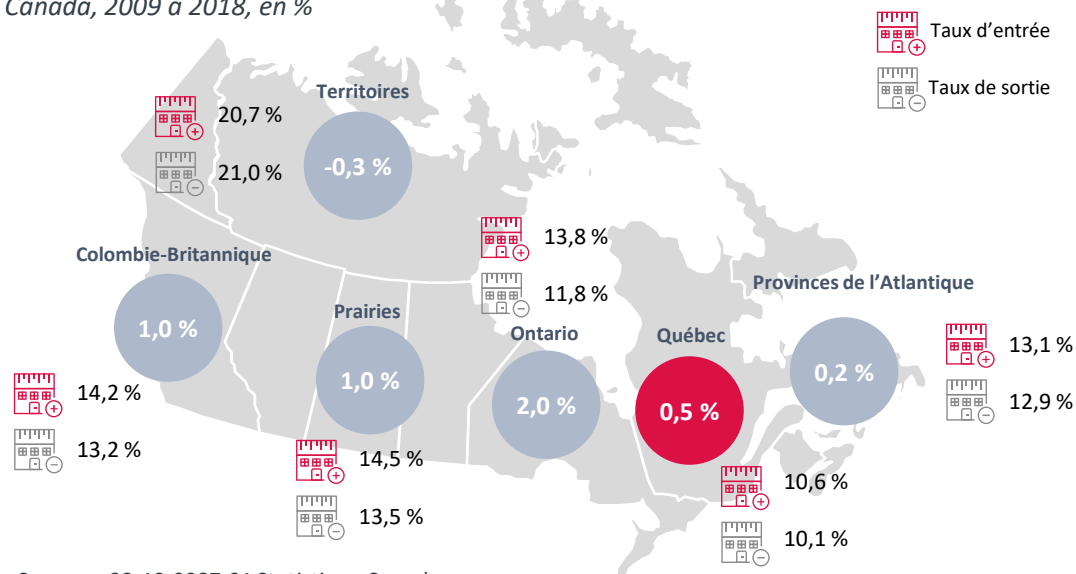 Canada, 2009 à 2018, en %
Taux d'entrée
Taux de sortie
Territoires
20,7 %
21,0 %
-0,3 %
13,8 %
11,8 %
Colombie-Britannique
1,0 %
14,2 %
13,2 %
Prairies
1,0 %
14,5 %
13,5 %
Ontario
2,0 %
Québec
0,5 %
10,6 %
10,1 %
Provinces de l'Atlantique
0,2 %
13,1 %
12,9 %